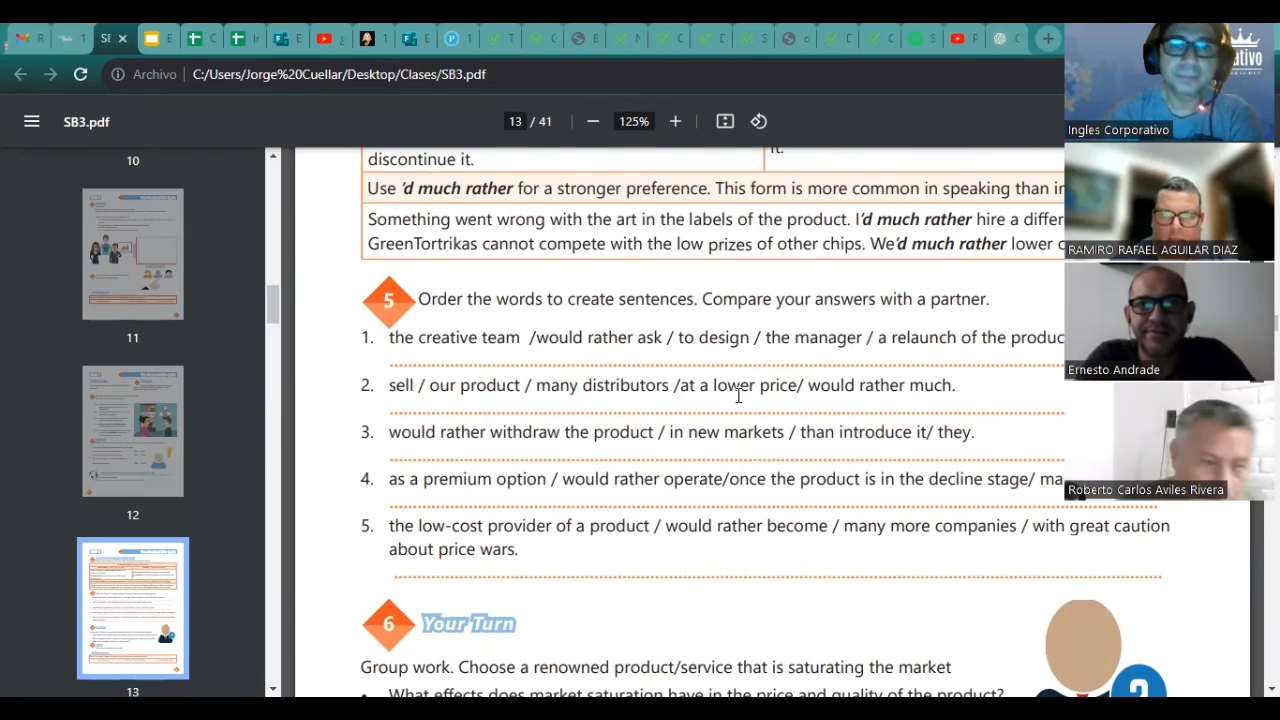 R
1
SI
E
C
Ir
F
¿
1
E
P
T
C
E
N
C
D
S
d
D
C
S
P
C
Archivo C:/Users/Jorge%20Cuellar/Desktop/Clases/SB3.pdf
SB3.pdf
13 / 41
125%
10
11
12
13
discontinue it.
it.
Use 'd much rather for a stronger preference. This form is more common in speaking than in
Something went wrong with the art in the labels of the product. I'd much rather hire a differ
GreenTortrikas cannot compete with the low prizes of other chips. We'd much rather lower c
5 Order the words to create sentences. Compare your answers with a partner.
1. the creative team /would rather ask / to design / the manager / a relaunch of the produc
2. sell / our product / many distributors /at a lower price/ would rather much.
3. would rather withdraw the product / in new markets / than introduce it/ they.
4. as a premium option / would rather operate/once the product is in the decline stage/ ma
5. the low-cost provider of a product / would rather become / many more companies / with great caution
about price wars.
6 Your Turn
Group work. Choose a renowned product/service that is saturating the market
• What effects does market saturation have in the price and quality of the product?
?
Ingles Corporativo
RAMIRO RAFAEL AGUILAR DIAZ
Ernesto Andrade
Roberto Carlos Aviles Rivera